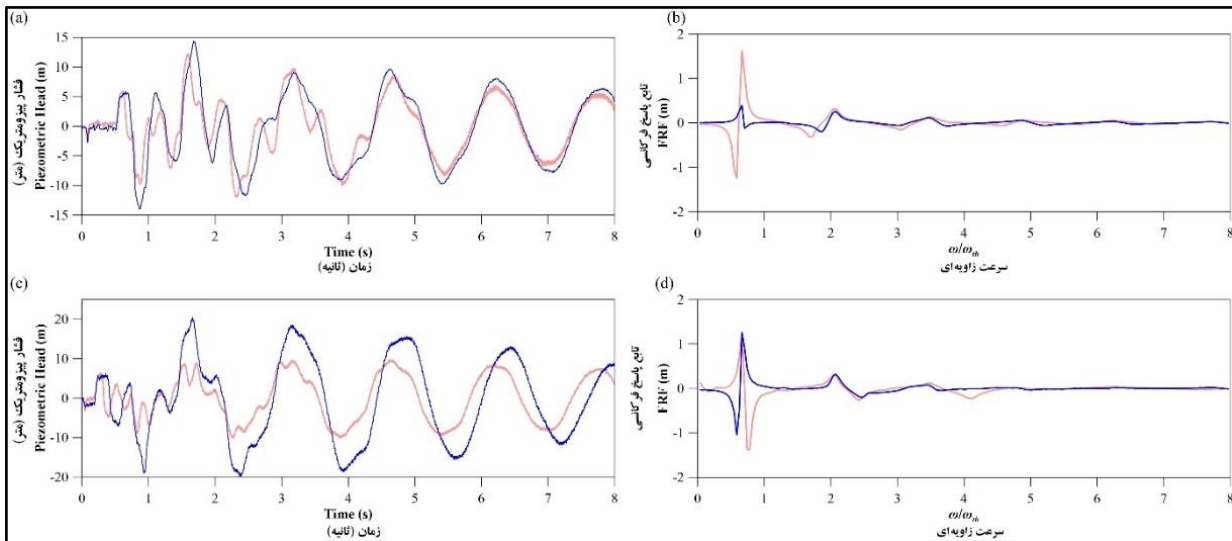 (a)
فشار پیزومتریک (متر)
Piezometric Head (m)
15
10
5
0
-5
-10
-15
0 1 2 3 4 5 6 7 8
Time (s)
زمان (ثانیه)
(b)
تابع پاسخ فرکانسی
FRF (m)
2
1
0
-1
-2
0 1 2 3 4 5 6 7 8
ω/ωth
سرعت زاویه‌ای
(c)
فشار پیزومتریک (متر)
Piezometric Head (m)
20
10
0
-10
-20
0 1 2 3 4 5 6 7 8
Time (s)
زمان (ثانیه)
(d)
تابع پاسخ فرکانسی
FRF (m)
2
1
0
-1
-2
0 1 2 3 4 5 6 7 8
ω/ωth
سرعت زاویه‌ای